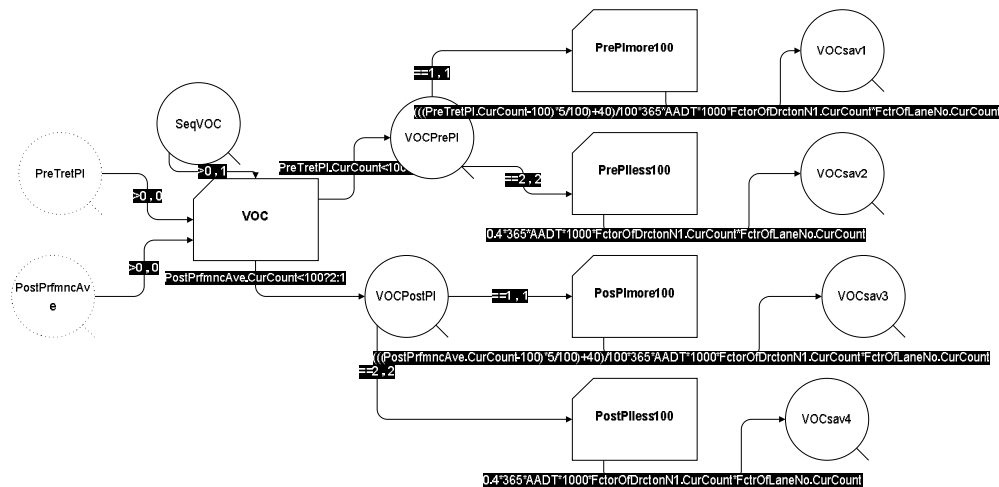 PrePImore100
VOCsav1
==1,1
(((PreTretPI.CurCount-100)*5/100)+40)/100*365*AADT*1000*FctorOfDrctonN1.CurCount*FctrOfLaneNo.CurCount
SeqVOC
VOCPrePI
PreTretPI
>0,1
PreTretPI.CurCount<100
PrePIless100
VOCsav2
==2,2
>0,0
VOC
0.4*365*AADT*1000*FctorOfDrctonN1.CurCount*FctrOfLaneNo.CurCount
>0,0
PostPrfmncAve.CurCount<100?2:1
PostPrfmncAv
e
VOCPostPI
==1,1
PosPImore100
VOCsav3
(((PostPrfmncAve.CurCount-100)*5/100)+40)/100*365*AADT*1000*FctorOfDrctonN1.CurCount*FctrOfLaneNo.CurCount
==2,2
PostPIless100
VOCsav4
0.4*365*AADT*1000*FctorOfDrctonN1.CurCount*FctrOfLaneNo.CurCount